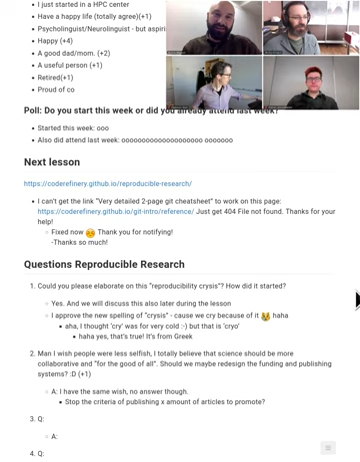 I just started in a HPC center
Have a happy life (totally agree)(+1)
Psycholinguist/Neurolinguist - but aspiri
Happy (+4)
A good dad/mom. (+2)
A useful person (+1)
Retired(+1)
Proud of co
Poll: Do you start this week or did you already attend last week?
Started this week: ooo
Also did attend last week:
Next lesson
https://coderefinery.github.io/reproducible-research/
I can't get the link "Very detailed 2-page git cheatsheet" to work on this page:
https://coderefinery.github.io/git-intro/reference/ Just get 404 File not found. Thanks for your
help!
Fixed now 😊 Thank you for notifying!
-Thanks so much!
Questions Reproducible Research
1. Could you please elaborate on this "reproducibility crysis"? How did it started?
Yes. And we will discuss this also later during the lesson
I approve the new spelling of "crysis" - cause we cry because of it 😿 haha
aha, I thought 'cry' was for very cold :-) but that is 'cryo'
haha yes, that's true! It's from Greek
2. Man I wish people were less selfish, I totally believe that science should be more
collaborative and "for the good of all". Should we maybe redesign the funding and publishing
systems? :D (+1)
A: I have the same wish, no answer though.
Stop the criteria of publishing x amount of articles to promote?
3. Q:
A:
4. Q: